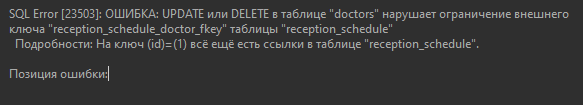 SQL Error [23503]: ОШИБКА: UPDATE или DELETE в таблице "doctors" нарушает ограничение внешнего
ключа "reception_schedule_doctor_fkey" таблицы "reception_schedule"
Подробности: На ключ (id)=(1) всё ещё есть ссылки в таблице "reception_schedule".
Позиция ошибки: